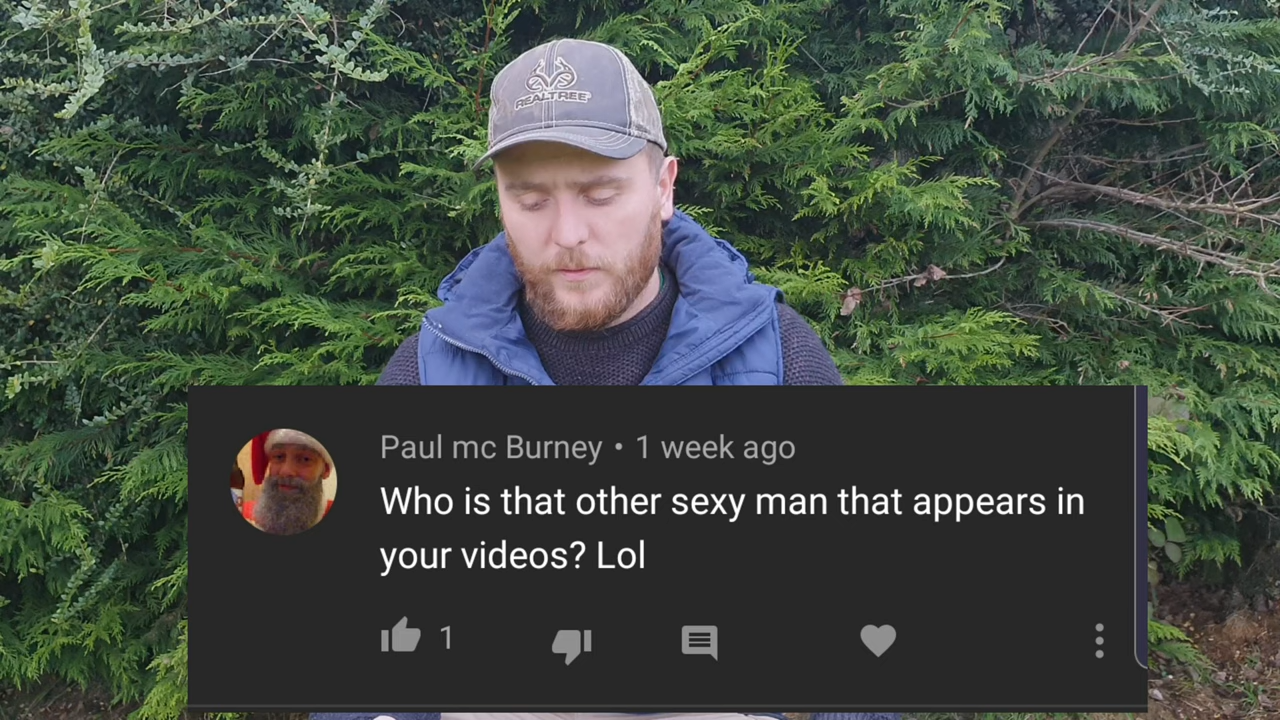 REALTREE
Paul mc Burney • 1 week ago
Who is that other sexy man that appears in
your videos? Lol
1